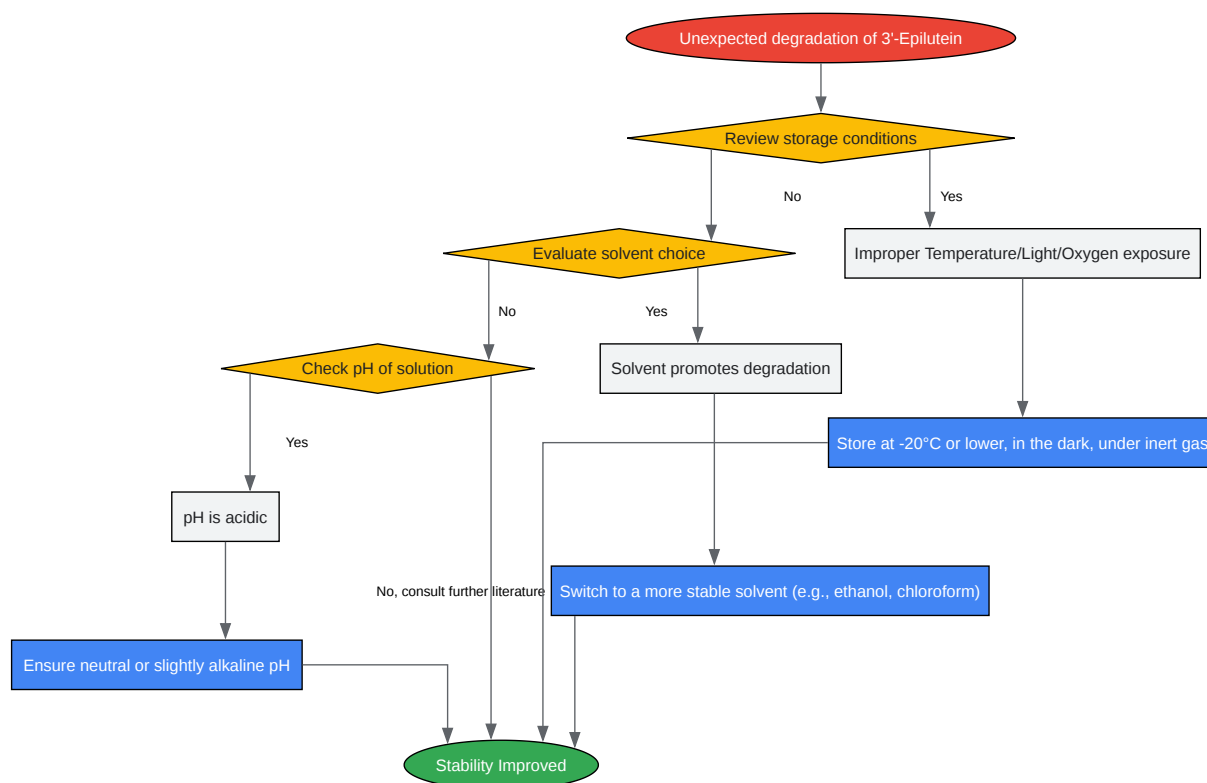 Unexpected degradation of 3'-Epilutein
Review storage conditions
No
Yes
Evaluate solvent choice
Improper Temperature/Light/Oxygen exposure
No
Yes
Check pH of solution
Solvent promotes degradation
Yes
Store at -20°C or lower, in the dark, under inert gas
pH is acidic
No, consult further literature
Switch to a more stable solvent (e.g., ethanol, chloroform)
Ensure neutral or slightly alkaline pH
Stability Improved